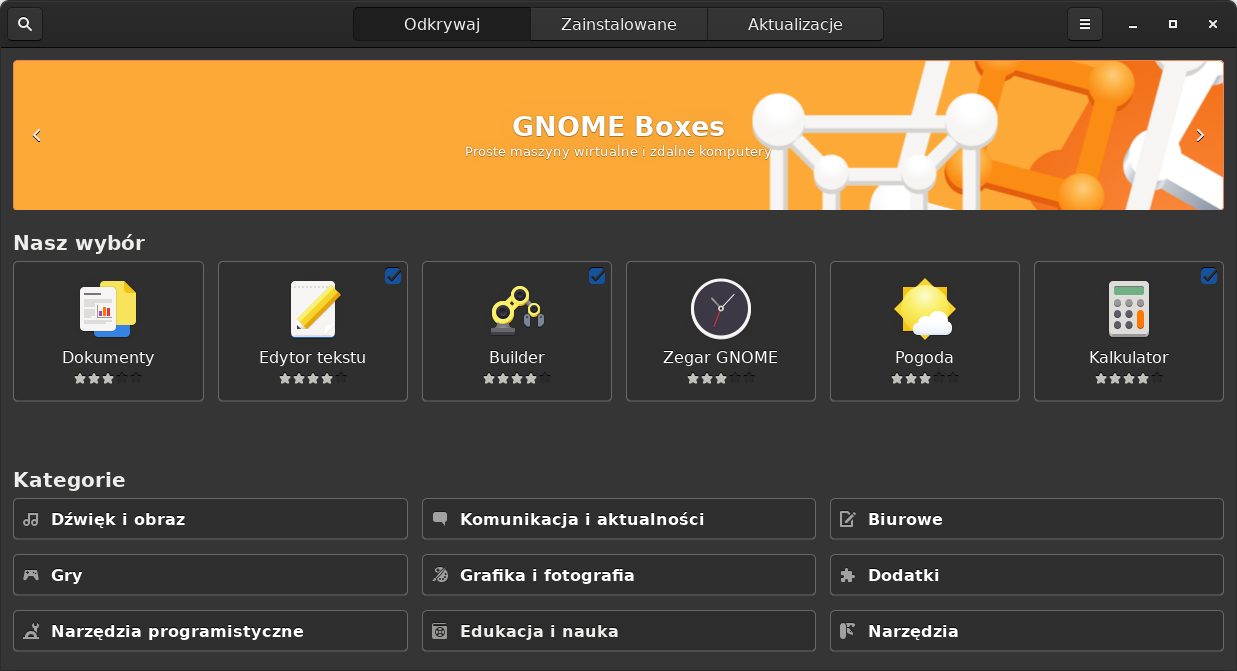 Odkrywaj
Zainstalowane
Aktualizacje
GNOME Boxes
Proste maszyny wirtualne i zdalne komputery
Nasz wybór
Dokumenty
Edytor tekstu
Builder
Zegar GNOME
Pogoda
Kalkulator
Kategorie
Dźwięk i obraz
Komunikacja i aktualności
Biurowe
Gry
Grafika i fotografia
Dodatki
Narzędzia programistyczne
Edukacja i nauka
Narzędzia